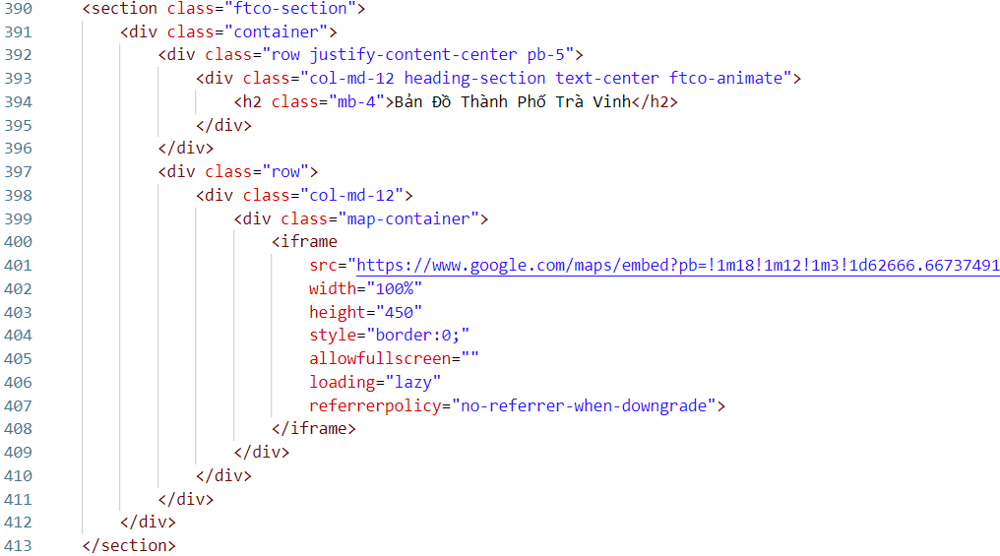 390 <section class="ftco-section">
391 <div class="container">
392 <div class="row justify-content-center pb-5">
393 <div class="col-md-12 heading-section text-center ftco-animate">
394 <h2 class="mb-4">Bản Đồ Thành Phố Trà Vinh</h2>
395 </div>
396 </div>
397 <div class="row">
398 <div class="col-md-12">
399 <div class="map-container">
400 <iframe
401 src="https://www.google.com/maps/embed?pb=!1m18!1m12!1m3!1d62666.66737491
402 width="100%"
403 height="450"
404 style="border:0;"
405 allowfullscreen=""
406 loading="lazy"
407 referrerpolicy="no-referrer-when-downgrade">
408 </iframe>
409 </div>
410 </div>
411 </div>
412 </div>
413 </section>